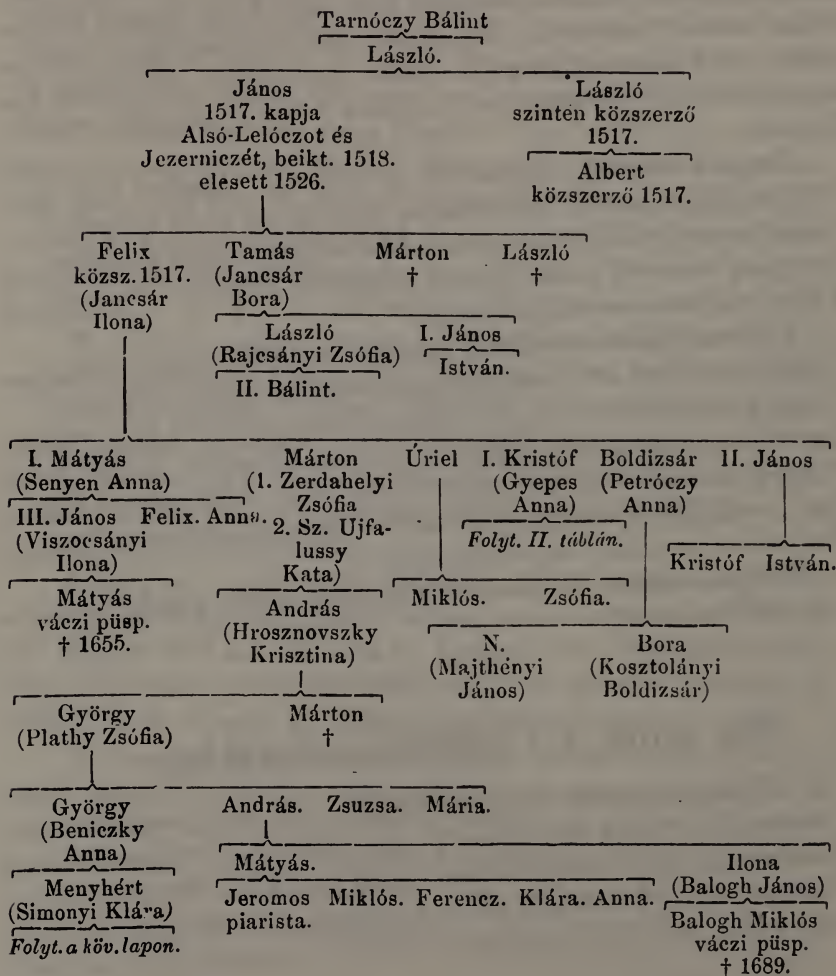 Tarnóczy Bálint
László.
János László
1517. kapja szintén közszerző
Alsó-Lelóczot és 1517.
Jezerniczét, beikt. 1518. Albert
elesett 1526. közszerző 1517.
Felix Tamás Márton László
közsz. 1517. (Jancsár † †
(Jancsár Bora)
Ilona) László I. János
(Rajcsányi Zsófia) István.
II. Bálint.
I. Mátyás Márton Úriel I. Kristóf Boldizsár II. János
(Senyen Anna) (1. Zerdahelyi (Gyepes (Petróczy
Zsófia Anna) Anna)
III. János Felix. Anna. 2. Sz. Ujfa-
(Viszocsányi lussy Folyt. II. táblán.
Ilona) Kata) Kristóf István.
Mátyás Miklós. Zsófia.
váczi püsp. András
† 1655. (Hrosznovszky N. Bora
Krisztina) (Majthényi (Kosztolányi
János) Boldizsár)
György Márton
(Plathy Zsófia) †
György András. Zsuzsa. Mária.
(Beniczky
Anna) Mátyás. Ilona
Menyhért (Balogh János)
(Simonyi Klára) Jeromos Miklós. Ferencz. Klára. Anna.
piarista. Balogh Miklós
Folyt. a köv. lapon. váczi püsp.
† 1689.